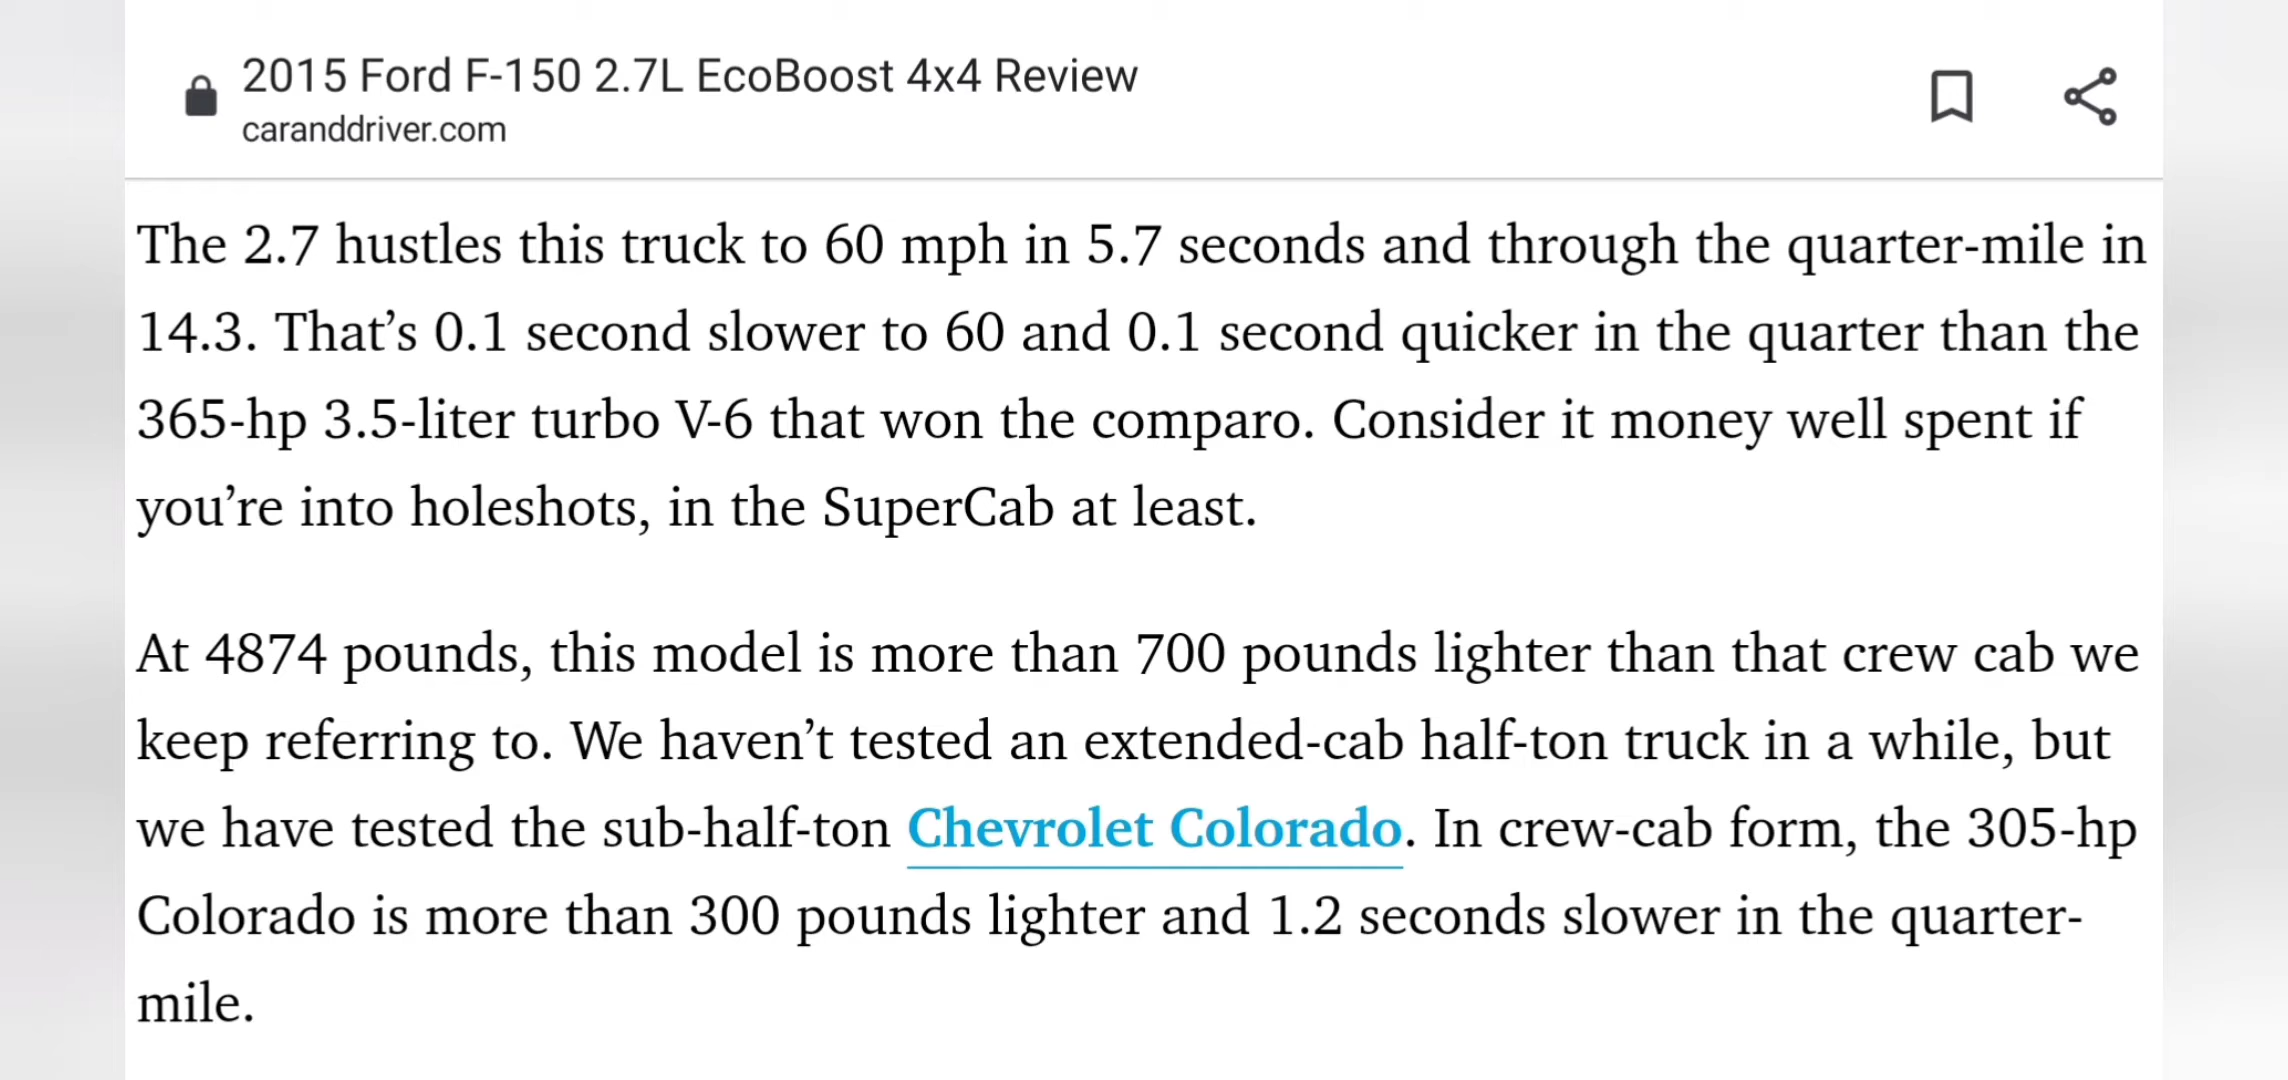 2015 Ford F-150 2.7L EcoBoost 4x4 Review
caranddriver.com
The 2.7 hustles this truck to 60 mph in 5.7 seconds and through the quarter-mile in
14.3. That’s 0.1 second slower to 60 and 0.1 second quicker in the quarter than the
365-hp 3.5-liter turbo V-6 that won the comparo. Consider it money well spent if
you’re into holeshots, in the SuperCab at least.
At 4874 pounds, this model is more than 700 pounds lighter than that crew cab we
keep referring to. We haven’t tested an extended-cab half-ton truck in a while, but
we have tested the sub-half-ton Chevrolet Colorado. In crew-cab form, the 305-hp
Colorado is more than 300 pounds lighter and 1.2 seconds slower in the quarter-
mile.